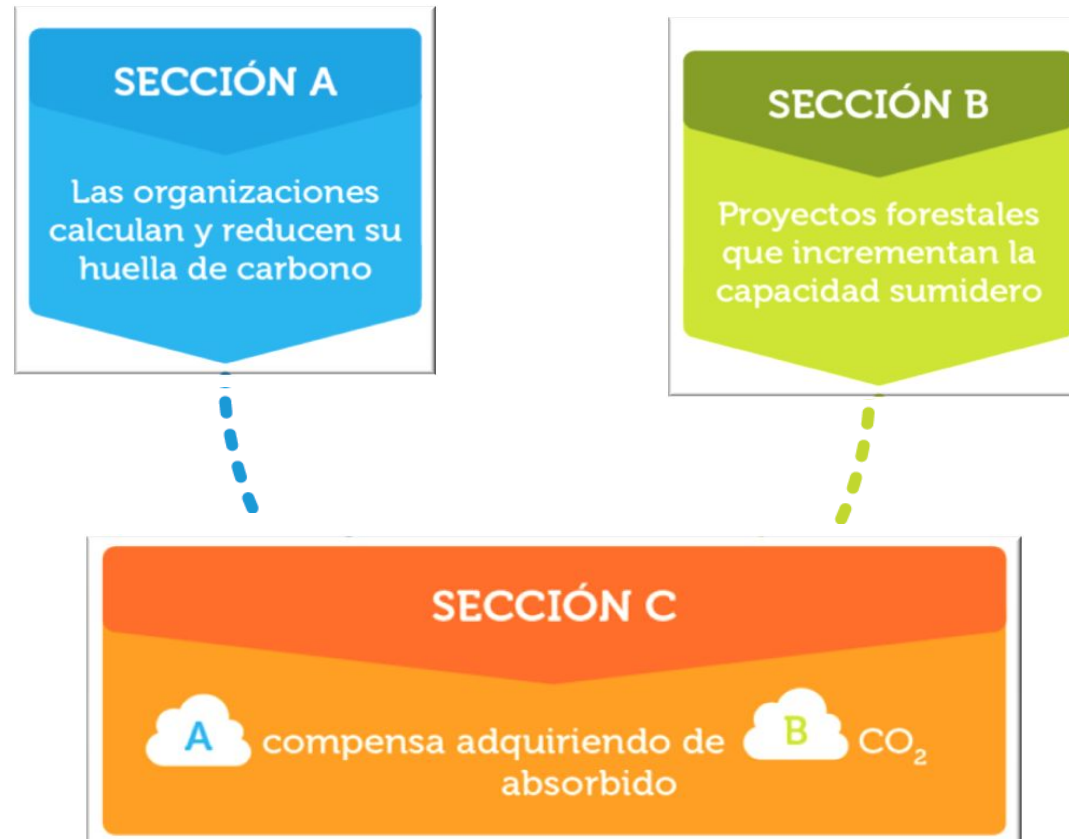 SECCIÓN A
Las organizaciones
calculan y reducen su
huella de carbono
SECCIÓN B
Proyectos forestales
que incrementan la
capacidad sumidero
SECCIÓN C
A compensa adquiriendo de B CO₂
absorbido